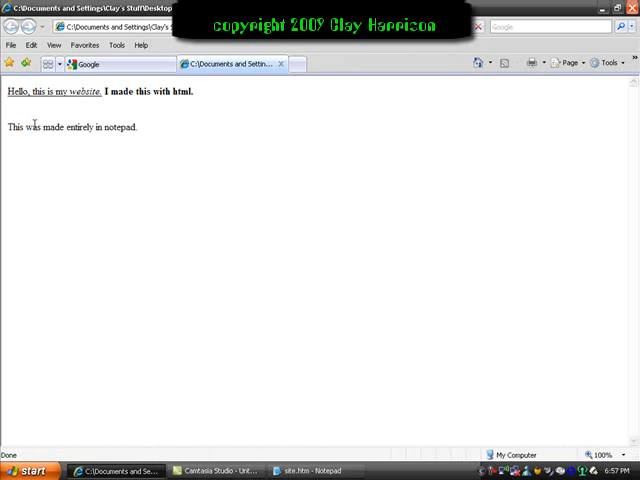 C:\Documents and Settings\Clay's Stuff\Desktop
copyright 2009 Clay Harrison
C:\Documents and Settings\Clay's S
Google
File Edit View Favorites Tools Help
Google
C:\Documents and Settin...
Page Tools
Hello, this is my website. I made this with html.
This was made entirely in notepad.
Done
My Computer
100%
start
C:\Documents and Se...
Camtasia Studio - Unt...
site.htm - Notepad
6:57 PM